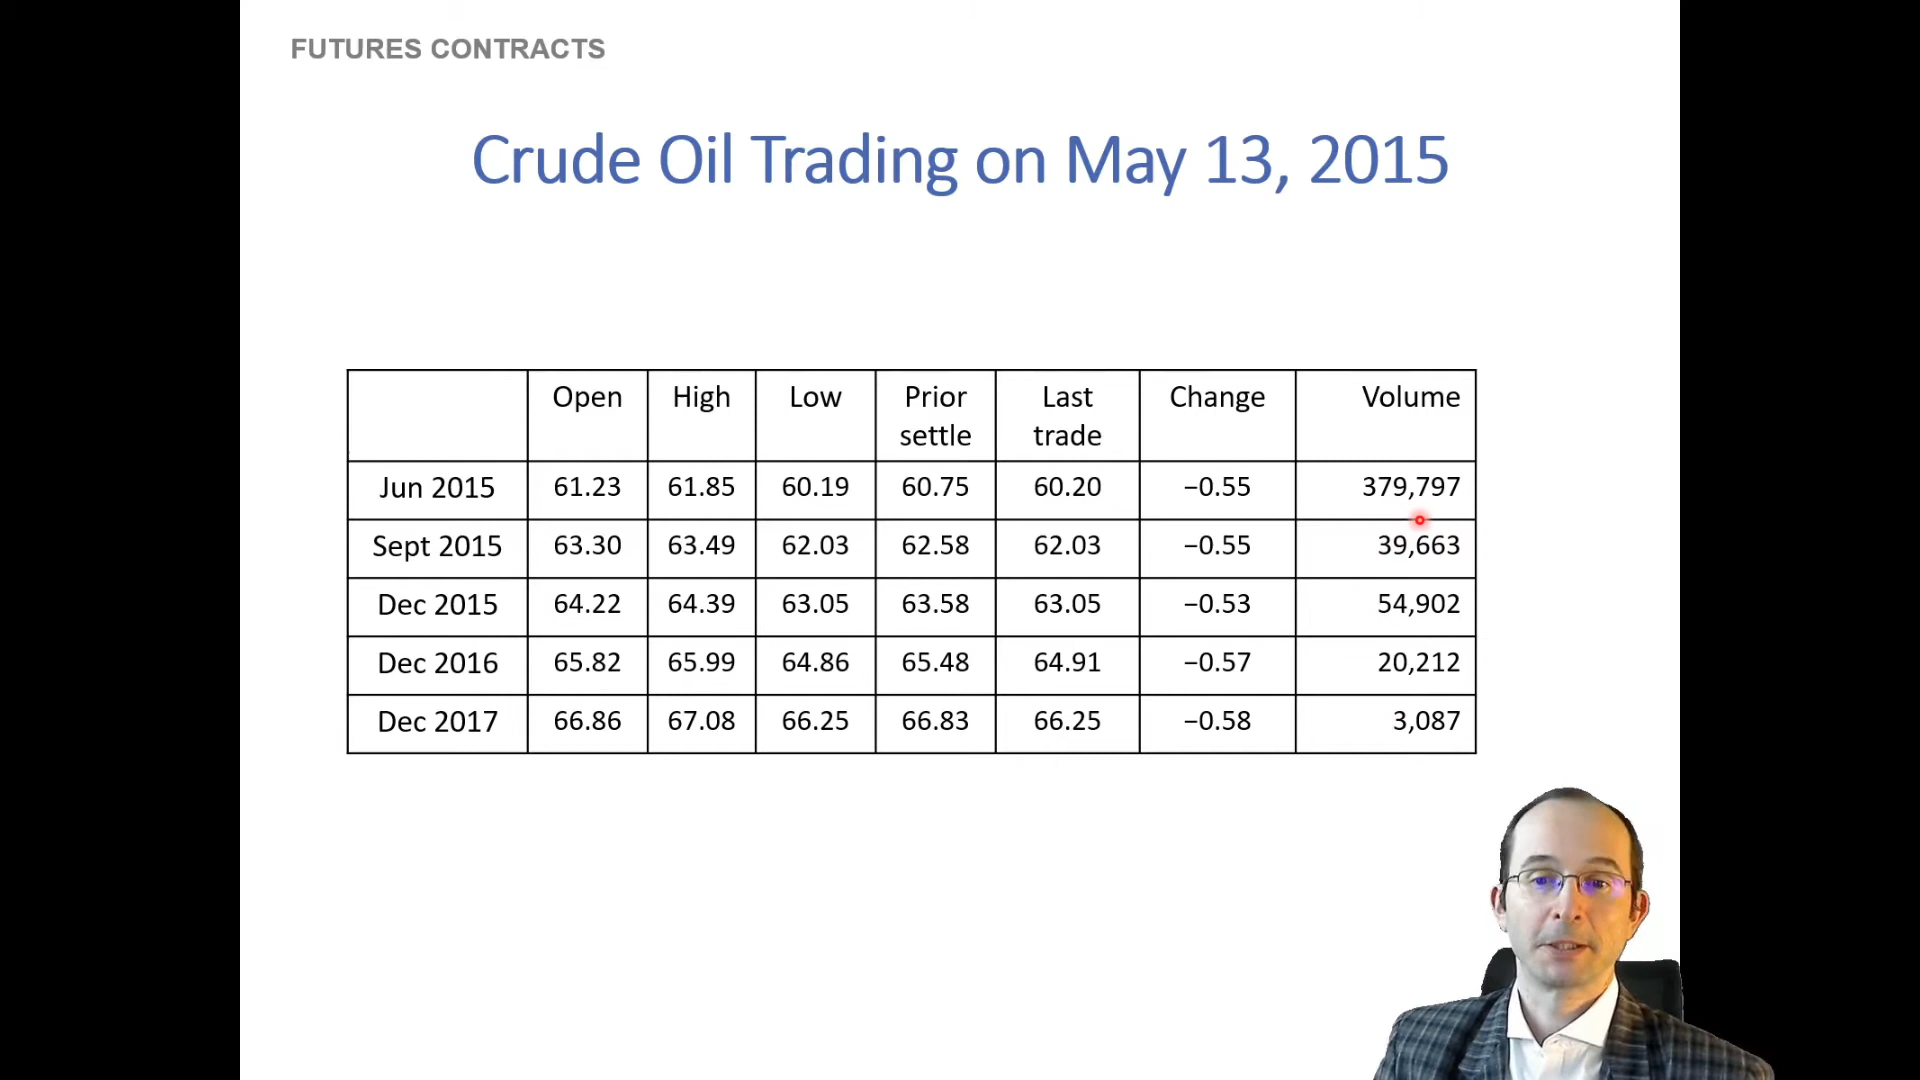 FUTURES CONTRACTS
Crude Oil Trading on May 13, 2015
Open High Low Prior settle Last trade Change Volume
Jun 2015 61.23 61.85 60.19 60.75 60.20 −0.55 379,797
Sept 2015 63.30 63.49 62.03 62.58 62.03 −0.55 39,663
Dec 2015 64.22 64.39 63.05 63.58 63.05 −0.53 54,902
Dec 2016 65.82 65.99 64.86 65.48 64.91 −0.57 20,212
Dec 2017 66.86 67.08 66.25 66.83 66.25 −0.58 3,087